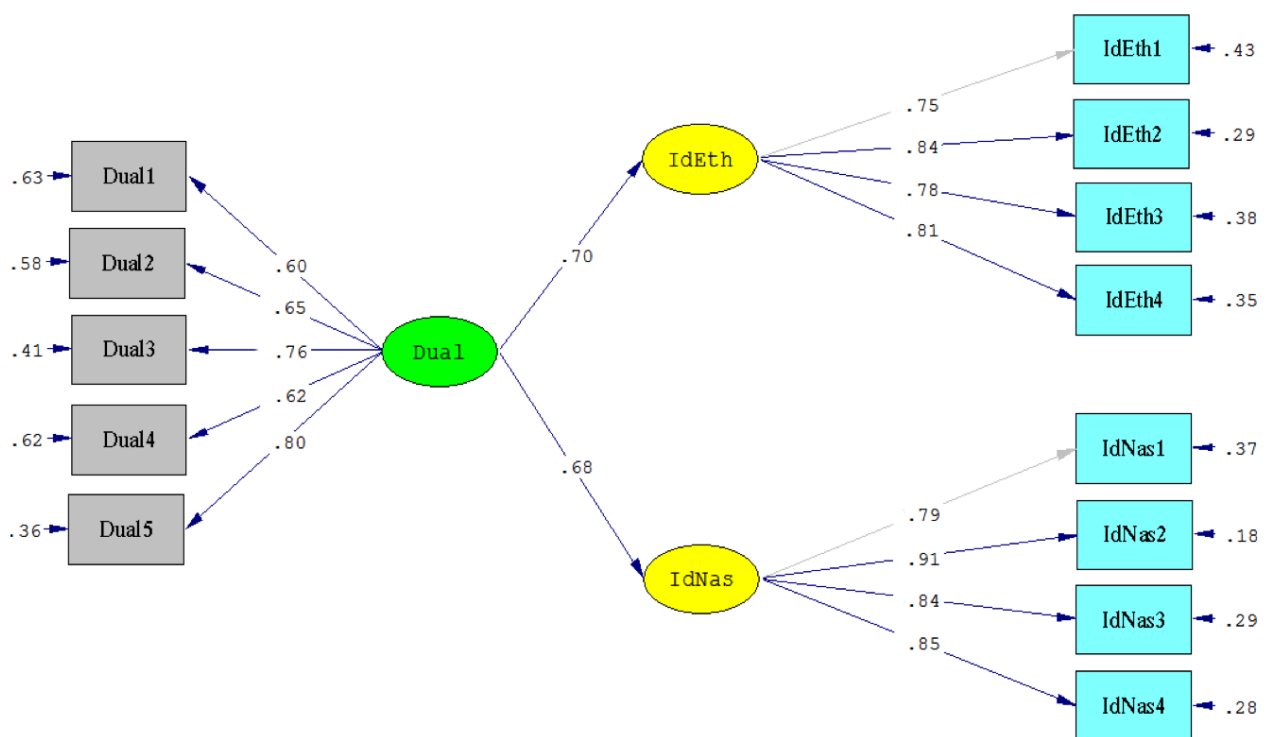 .63
Dual1
.58
Dual2
.41
Dual3
.62
Dual4
.36
Dual5
.60
.65
.76
.62
.80
Dual
.70
.68
IdEth
.75
.84
.78
.81
IdEth1
.43
IdEth2
.29
IdEth3
.38
IdEth4
.35
IdNas
.79
.91
.84
.85
IdNas1
.37
IdNas2
.18
IdNas3
.29
IdNas4
.28